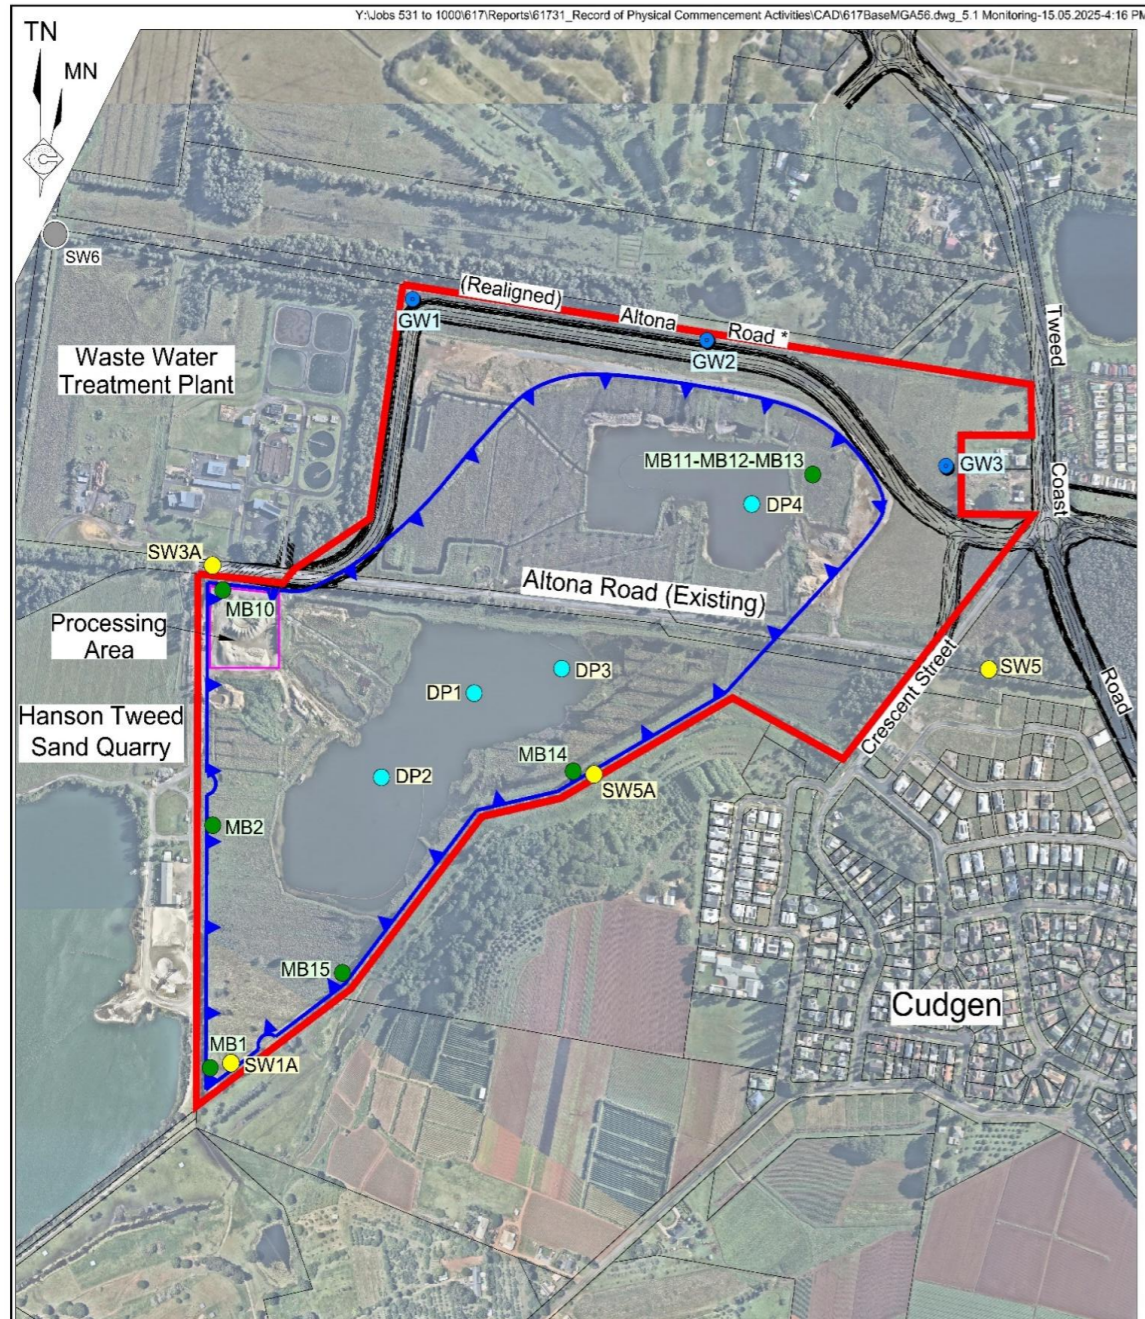 Y:\Jobs 531 to 1000\617\Reports\61731_Record of Physical Commencement Activities\CAD\617BaseMGA56.dwg_5.1 Monitoring-15.05.2025-4:16 PM
TN
MN
SW6
(Realigned)
Altona
Road *
GW1
GW2
Tweed
Waste Water
Treatment Plant
MB11-MB12-MB13
GW3
Coast
DP4
SW3A
Altona Road (Existing)
MB10
Processing
Area
DP3
SW5
DP1
Crescent Street
Road
Hanson Tweed
Sand Quarry
MB14
DP2
SW5A
MB2
MB15
Cudgen
MB1
SW1A